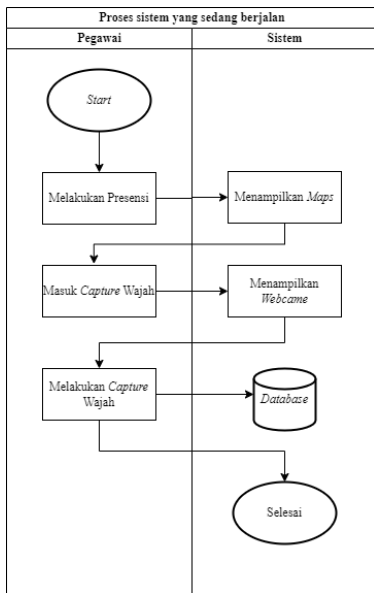 Proses sistem yang sedang berjalan
Pegawai
Sistem
Start
Melakukan Presensi
Menampilkan Maps
Masuk Capture Wajah
Menampilkan
Webcame
Melakukan Capture
Wajah
Database
Selesai